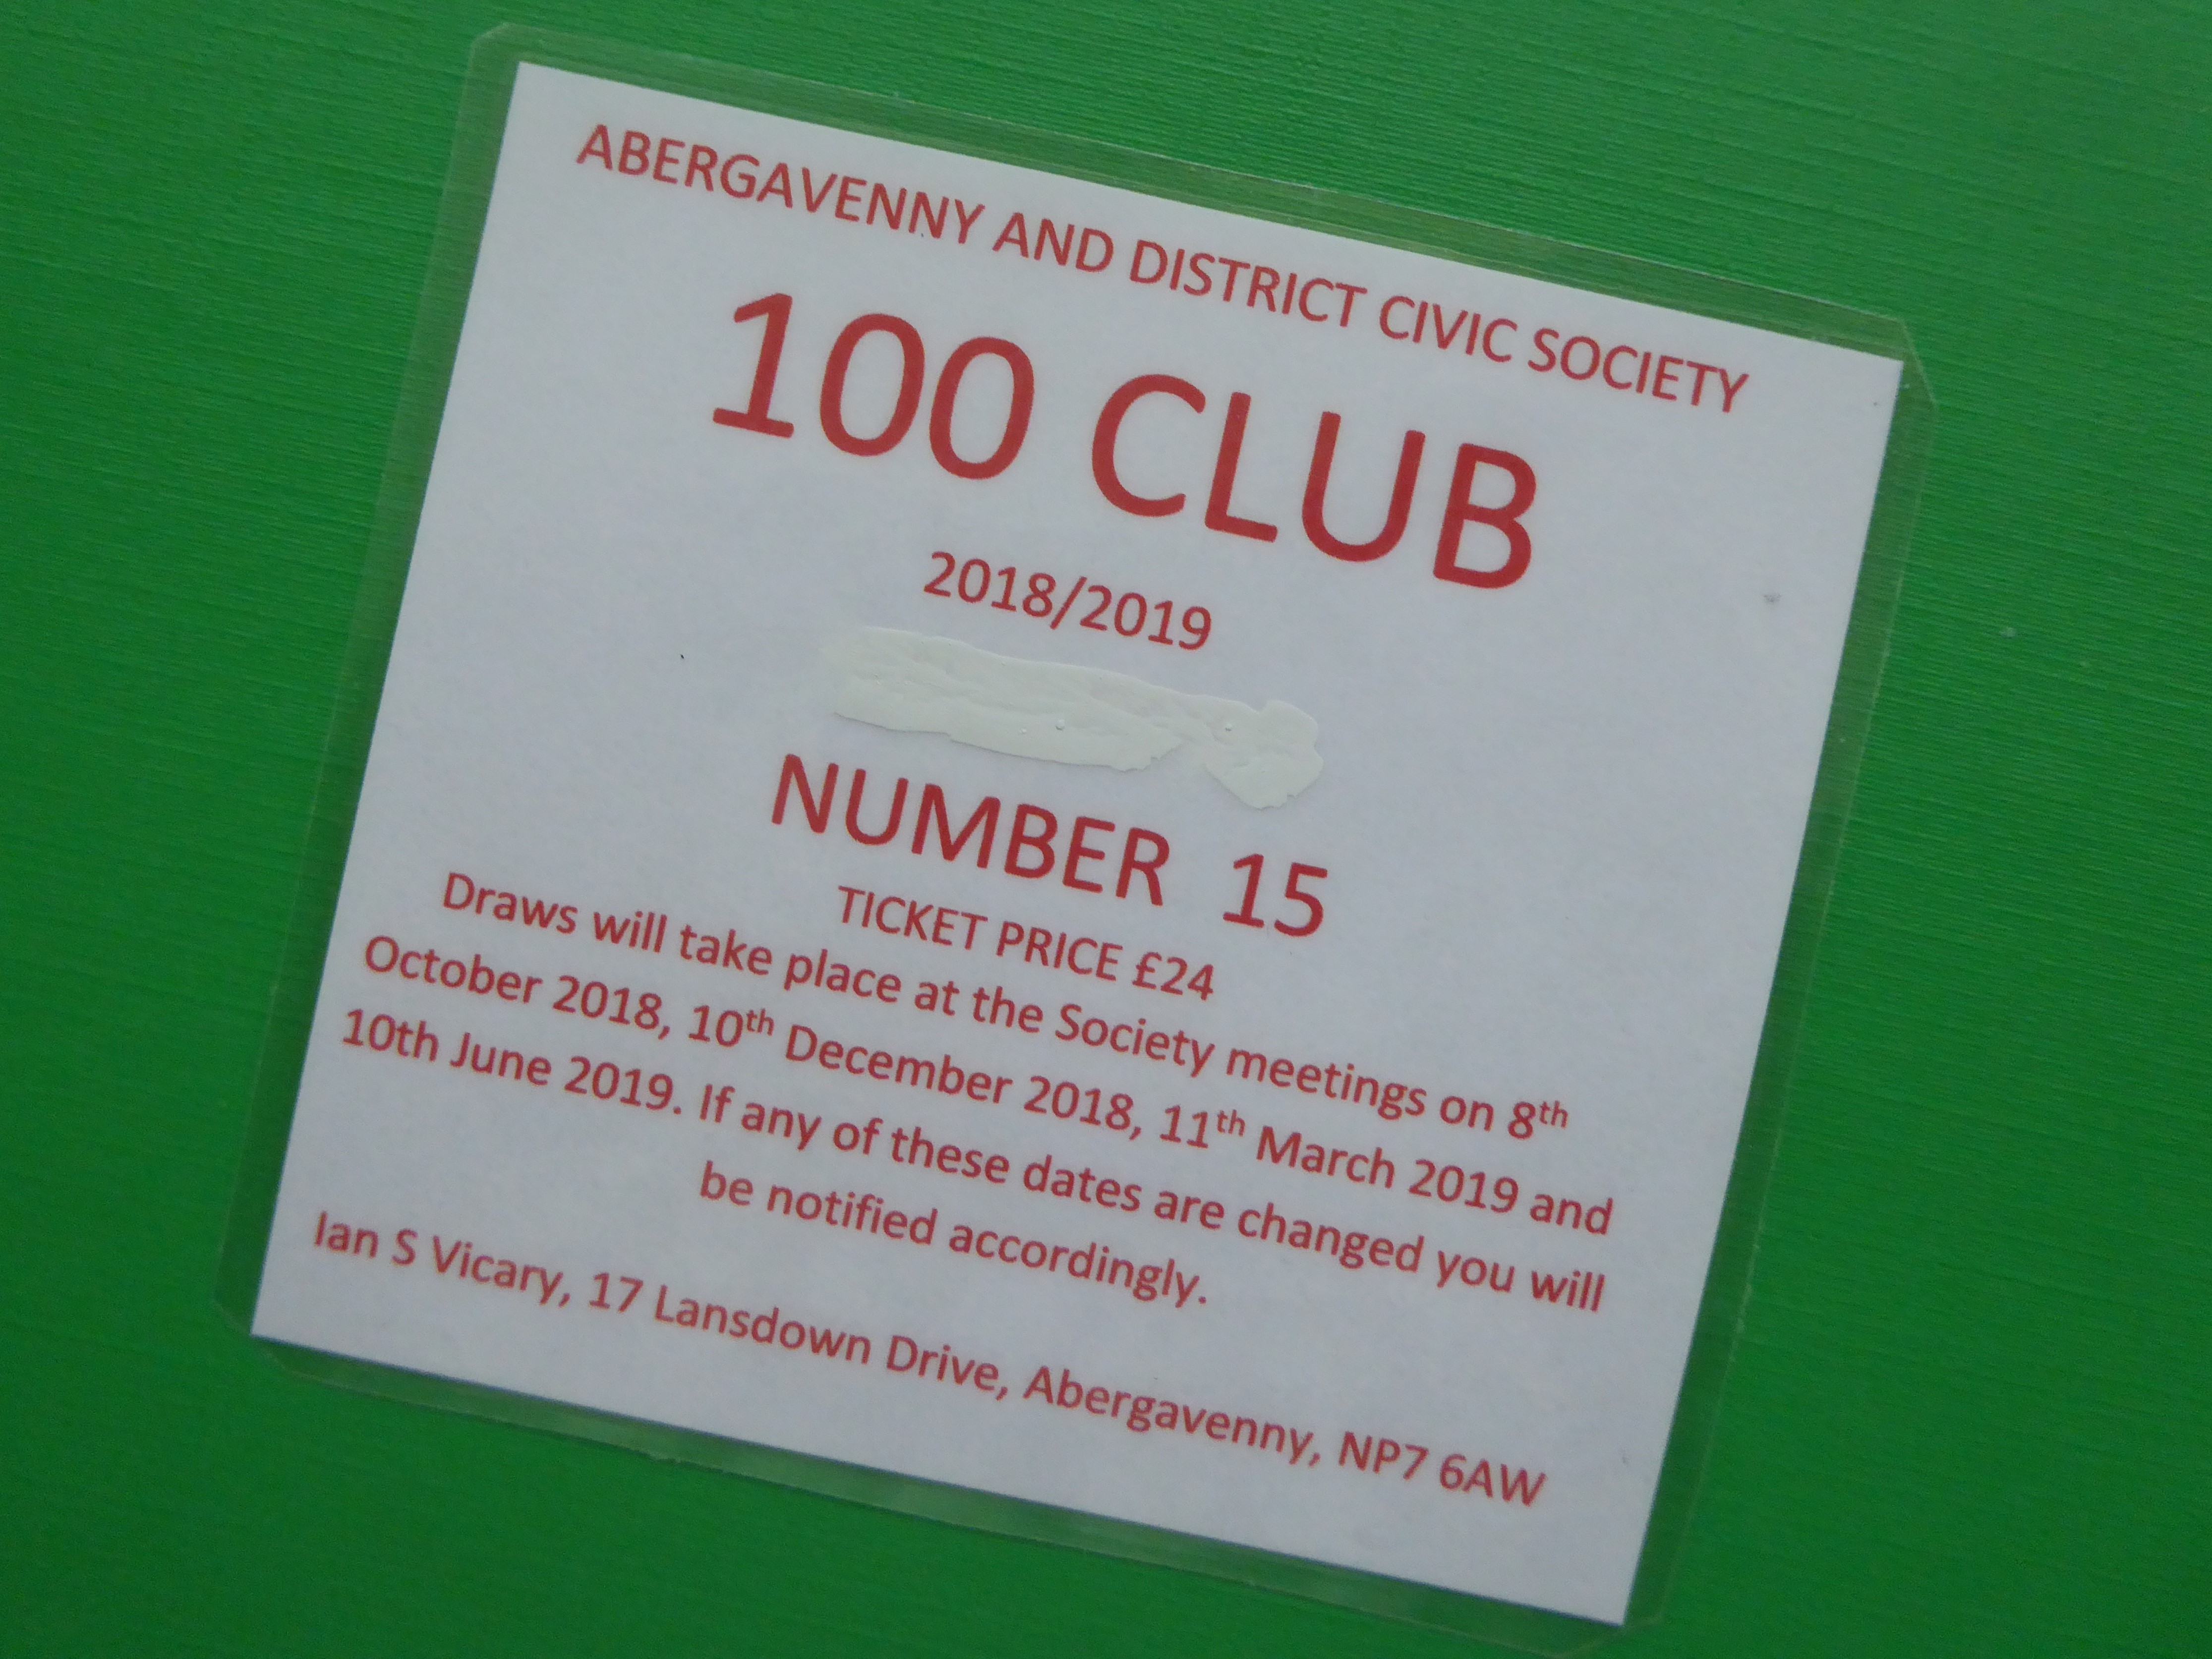 ABERGAVENNY AND DISTRICT CIVIC SOCIETY
100 CLUB
2018/2019
NUMBER 15
TICKET PRICE £24
Draws will take place at the Society meetings on 8th
October 2018, 10th December 2018, 11th March 2019 and
10th June 2019. If any of these dates are changed you will
be notified accordingly.
Ian S Vicary, 17 Lansdown Drive, Abergavenny, NP7 6AW